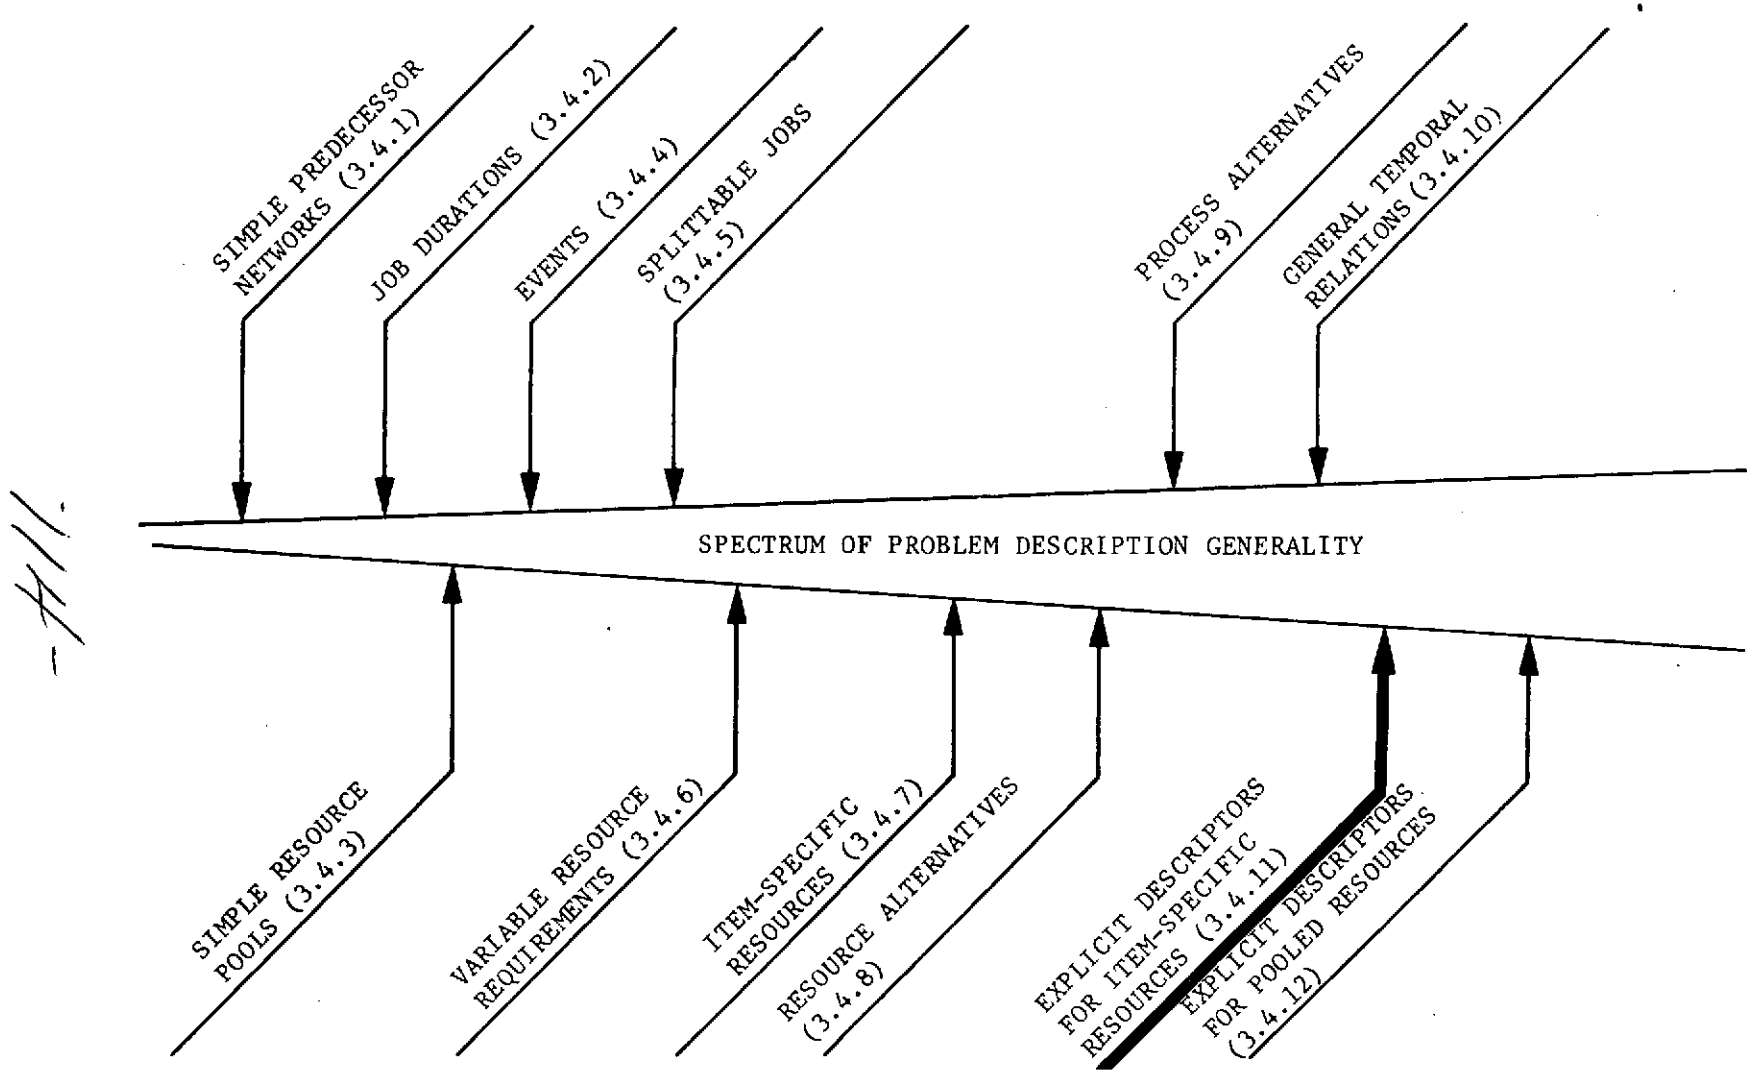 SIMPLE PREDECESSOR
NETWORKS (3.4.1)
JOB DURATIONS (3.4.2)
EVENTS (3.4.4)
SPLITTABLE JOBS
(3.4.5)
PROCESS ALTERNATIVES
(3.4.9)
GENERAL TEMPORAL
RELATIONS (3.4.10)
SPECTRUM OF PROBLEM DESCRIPTION GENERALITY
SIMPLE RESOURCE
POOLS (3.4.3)
VARIABLE RESOURCE
REQUIREMENTS (3.4.6)
ITEM-SPECIFIC
RESOURCES (3.4.7)
RESOURCE ALTERNATIVES
(3.4.8)
EXPLICIT DESCRIPTORS
FOR ITEM-SPECIFIC
RESOURCES (3.4.11)
EXPLICIT DESCRIPTORS
FOR POOLED RESOURCES
(3.4.12)